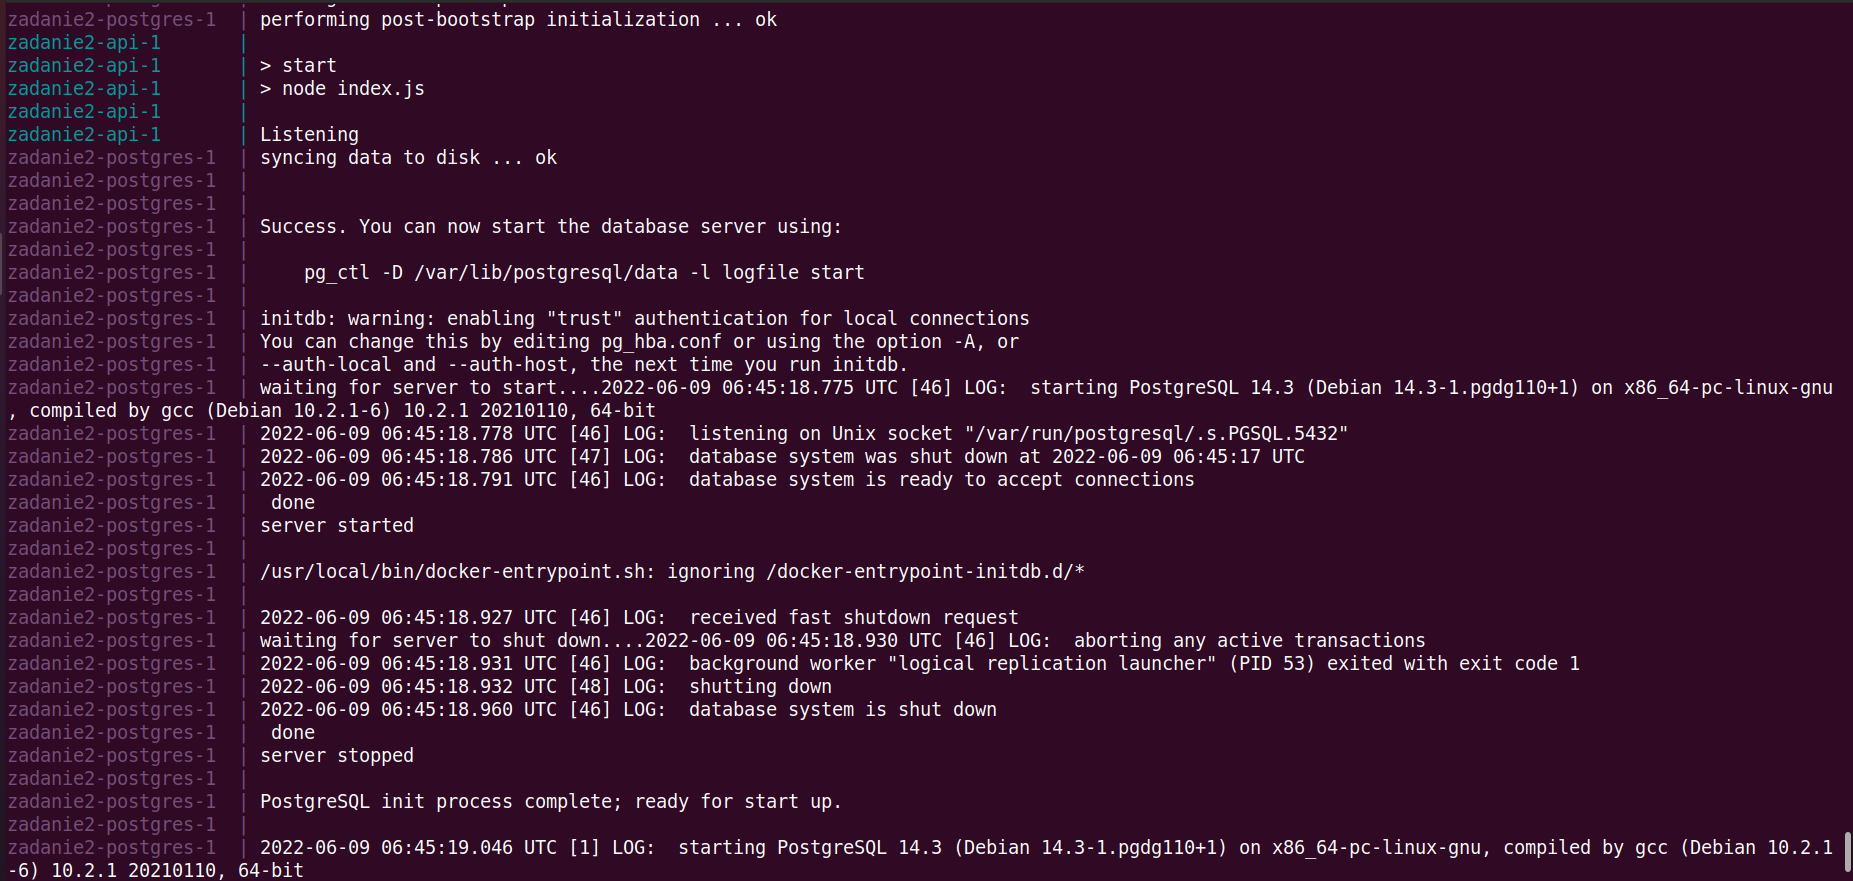 zadanie2-postgres-1  | performing post-bootstrap initialization ... ok
zadanie2-api-1       |
zadanie2-api-1       | > start
zadanie2-api-1       | > node index.js
zadanie2-api-1       |
zadanie2-api-1       | Listening
zadanie2-postgres-1  | syncing data to disk ... ok
zadanie2-postgres-1  |
zadanie2-postgres-1  |
zadanie2-postgres-1  | Success. You can now start the database server using:
zadanie2-postgres-1  |
zadanie2-postgres-1  |     pg_ctl -D /var/lib/postgresql/data -l logfile start
zadanie2-postgres-1  |
zadanie2-postgres-1  | initdb: warning: enabling "trust" authentication for local connections
zadanie2-postgres-1  | You can change this by editing pg_hba.conf or using the option -A, or
zadanie2-postgres-1  | --auth-local and --auth-host, the next time you run initdb.
zadanie2-postgres-1  | waiting for server to start....2022-06-09 06:45:18.775 UTC [46] LOG:  starting PostgreSQL 14.3 (Debian 14.3-1.pgdg110+1) on x86_64-pc-linux-gnu
, compiled by gcc (Debian 10.2.1-6) 10.2.1 20210110, 64-bit
zadanie2-postgres-1  | 2022-06-09 06:45:18.778 UTC [46] LOG:  listening on Unix socket "/var/run/postgresql/.s.PGSQL.5432"
zadanie2-postgres-1  | 2022-06-09 06:45:18.786 UTC [47] LOG:  database system was shut down at 2022-06-09 06:45:17 UTC
zadanie2-postgres-1  | 2022-06-09 06:45:18.791 UTC [46] LOG:  database system is ready to accept connections
zadanie2-postgres-1  |  done
zadanie2-postgres-1  | server started
zadanie2-postgres-1  |
zadanie2-postgres-1  | /usr/local/bin/docker-entrypoint.sh: ignoring /docker-entrypoint-initdb.d/*
zadanie2-postgres-1  |
zadanie2-postgres-1  | 2022-06-09 06:45:18.927 UTC [46] LOG:  received fast shutdown request
zadanie2-postgres-1  | waiting for server to shut down....2022-06-09 06:45:18.930 UTC [46] LOG:  aborting any active transactions
zadanie2-postgres-1  | 2022-06-09 06:45:18.931 UTC [46] LOG:  background worker "logical replication launcher" (PID 53) exited with exit code 1
zadanie2-postgres-1  | 2022-06-09 06:45:18.932 UTC [48] LOG:  shutting down
zadanie2-postgres-1  | 2022-06-09 06:45:18.960 UTC [46] LOG:  database system is shut down
zadanie2-postgres-1  |  done
zadanie2-postgres-1  | server stopped
zadanie2-postgres-1  |
zadanie2-postgres-1  | PostgreSQL init process complete; ready for start up.
zadanie2-postgres-1  |
zadanie2-postgres-1  | 2022-06-09 06:45:19.046 UTC [1] LOG:  starting PostgreSQL 14.3 (Debian 14.3-1.pgdg110+1) on x86_64-pc-linux-gnu, compiled by gcc (Debian 10.2.1
-6) 10.2.1 20210110, 64-bit